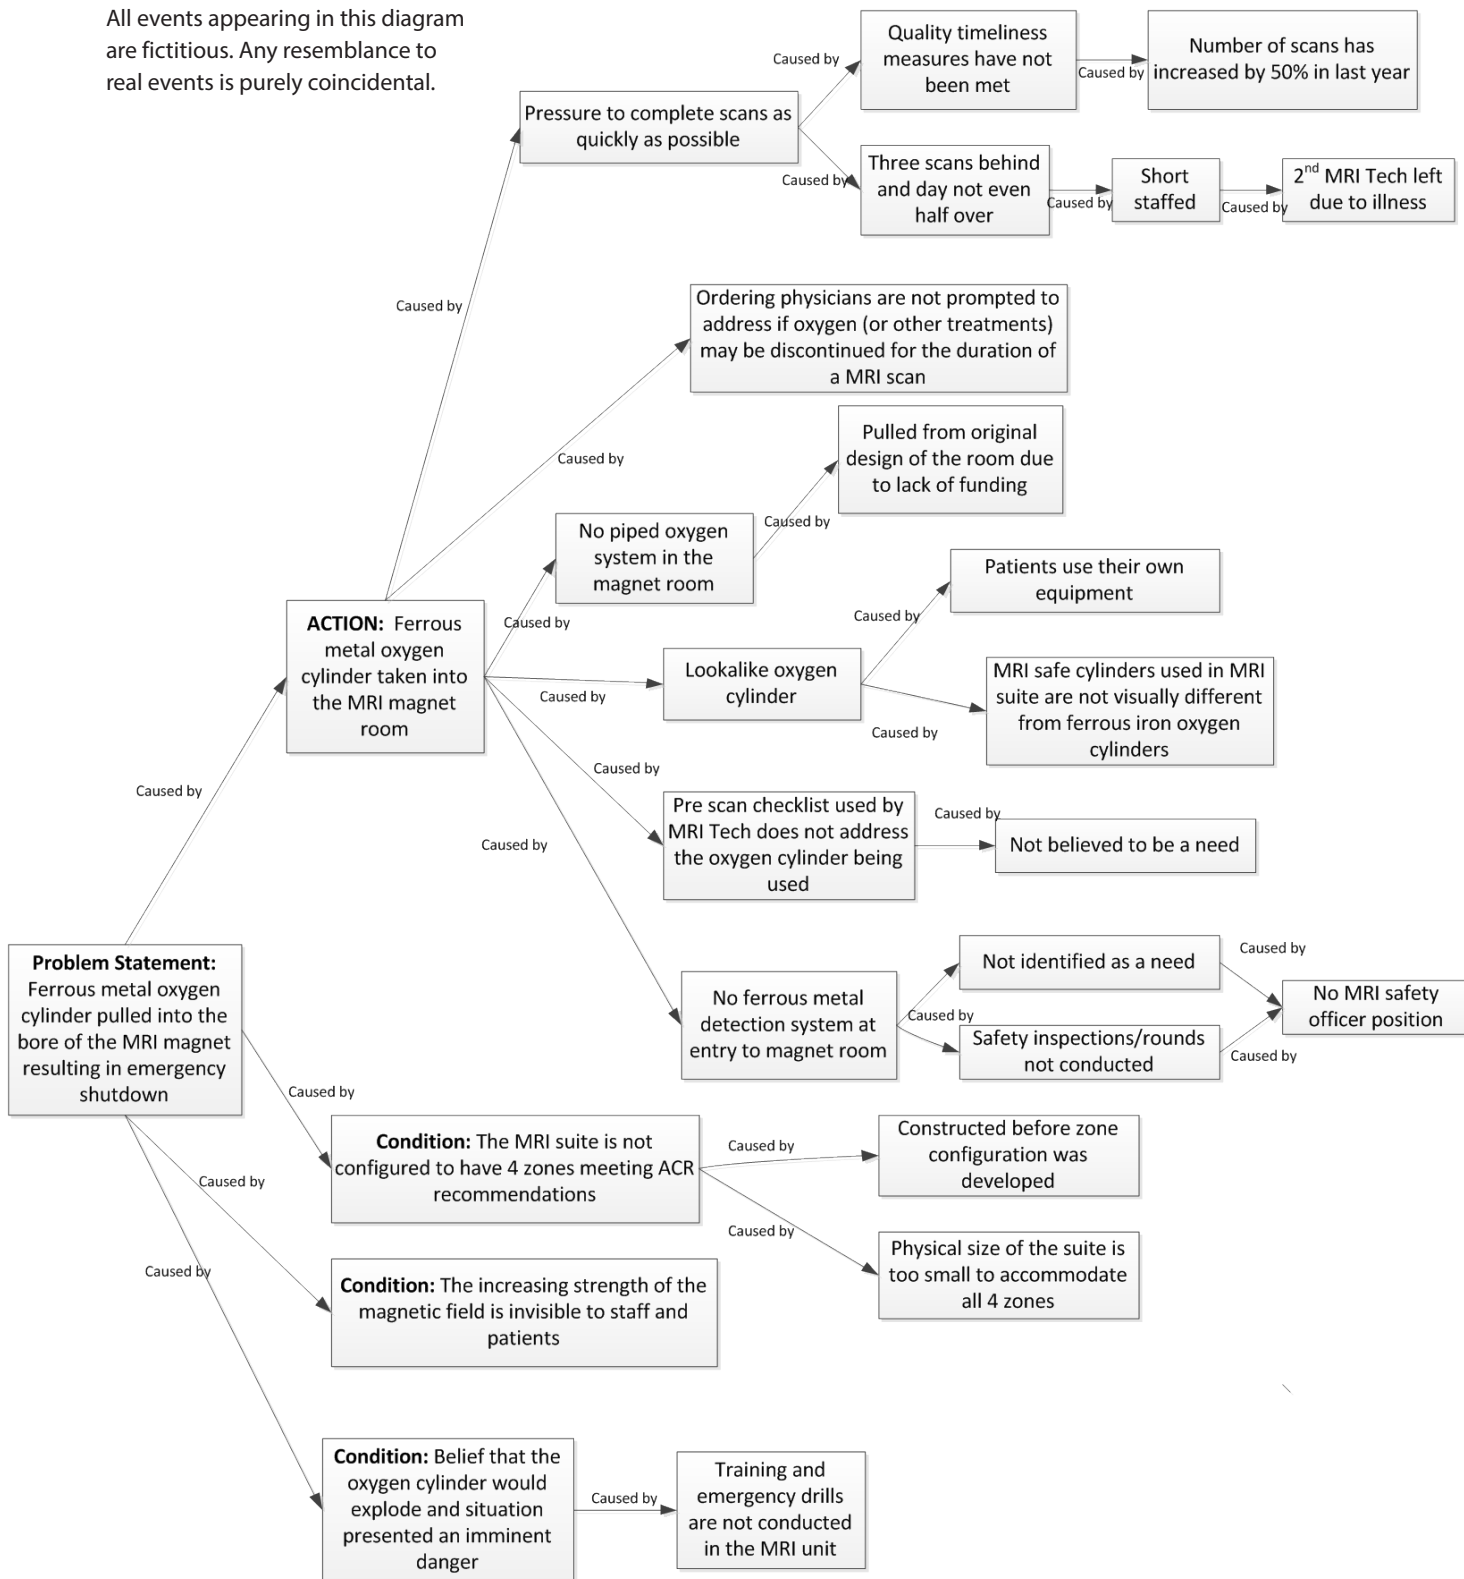 All events appearing in this diagram
are fictitious. Any resemblance to
real events is purely coincidental.
Quality timeliness
measures have not
been met
Number of scans has
increased by 50% in last year
Caused by
Caused by
Pressure to complete scans as
quickly as possible
Three scans behind
and day not even
half over
Short
staffed
2nd MRI Tech left
due to illness
Caused by
Caused by
Caused by
Caused by
Ordering physicians are not prompted to
address if oxygen (or other treatments)
may be discontinued for the duration of
a MRI scan
Caused by
Pulled from original
design of the room due
to lack of funding
No piped oxygen
system in the
magnet room
Caused by
Caused by
Patients use their own
equipment
Caused by
ACTION: Ferrous
metal oxygen
cylinder taken into
the MRI magnet
room
Lookalike oxygen
cylinder
Caused by
MRI safe cylinders used in MRI
suite are not visually different
from ferrous iron oxygen
cylinders
Caused by
Caused by
Caused by
Pre scan checklist used by
MRI Tech does not address
the oxygen cylinder being
used
Caused by
Not believed to be a need
Caused by
Problem Statement:
Ferrous metal oxygen
cylinder pulled into the
bore of the MRI magnet
resulting in emergency
shutdown
No ferrous metal
detection system at
entry to magnet room
Not identified as a need
Caused by
Caused by
Safety inspections/rounds
not conducted
Caused by
No MRI safety
officer position
Caused by
Condition: The MRI suite is not
configured to have 4 zones meeting ACR
recommendations
Caused by
Constructed before zone
configuration was
developed
Caused by
Caused by
Physical size of the suite is
too small to accommodate
all 4 zones
Caused by
Condition: The increasing strength of the
magnetic field is invisible to staff and
patients
Condition: Belief that the
oxygen cylinder would
explode and situation
presented an imminent
danger
Caused by
Training and
emergency drills
are not conducted
in the MRI unit